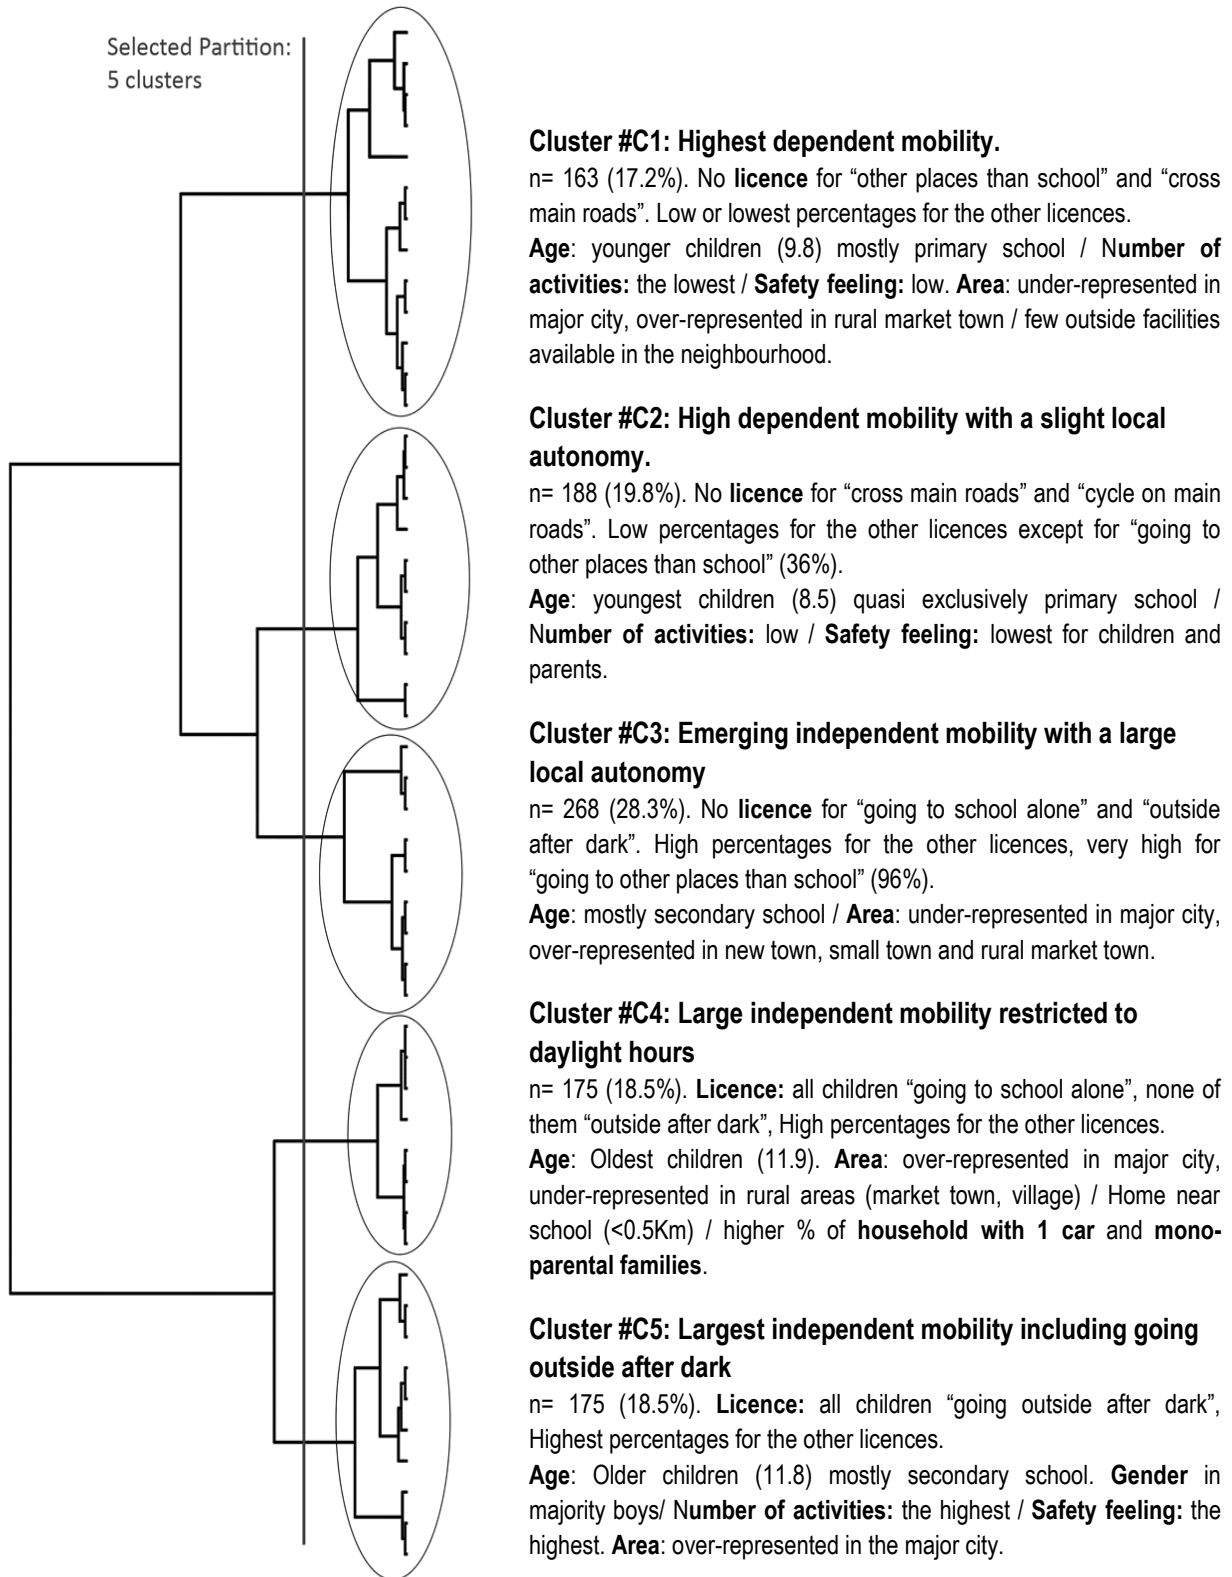 Selected Partition:
5 clusters
Cluster #C1: Highest dependent mobility.
n= 163 (17.2%). No licence for “other places than school” and “cross
main roads”. Low or lowest percentages for the other licences.
Age: younger children (9.8) mostly primary school / Number of
activities: the lowest / Safety feeling: low. Area: under-represented in
major city, over-represented in rural market town / few outside facilities
available in the neighbourhood.
Cluster #C2: High dependent mobility with a slight local
autonomy.
n= 188 (19.8%). No licence for “cross main roads” and “cycle on main
roads”. Low percentages for the other licences except for “going to
other places than school” (36%).
Age: youngest children (8.5) quasi exclusively primary school /
Number of activities: low / Safety feeling: lowest for children and
parents.
Cluster #C3: Emerging independent mobility with a large
local autonomy
n= 268 (28.3%). No licence for “going to school alone” and “outside
after dark”. High percentages for the other licences, very high for
“going to other places than school” (96%).
Age: mostly secondary school / Area: under-represented in major city,
over-represented in new town, small town and rural market town.
Cluster #C4: Large independent mobility restricted to
daylight hours
n= 175 (18.5%). Licence: all children “going to school alone”, none of
them “outside after dark”, High percentages for the other licences.
Age: Oldest children (11.9). Area: over-represented in major city,
under-represented in rural areas (market town, village) / Home near
school (<0.5Km) / higher % of household with 1 car and mono-
parental families.
Cluster #C5: Largest independent mobility including going
outside after dark
n= 175 (18.5%). Licence: all children “going outside after dark”,
Highest percentages for the other licences.
Age: Older children (11.8) mostly secondary school. Gender in
majority boys/ Number of activities: the highest / Safety feeling: the
highest. Area: over-represented in the major city.